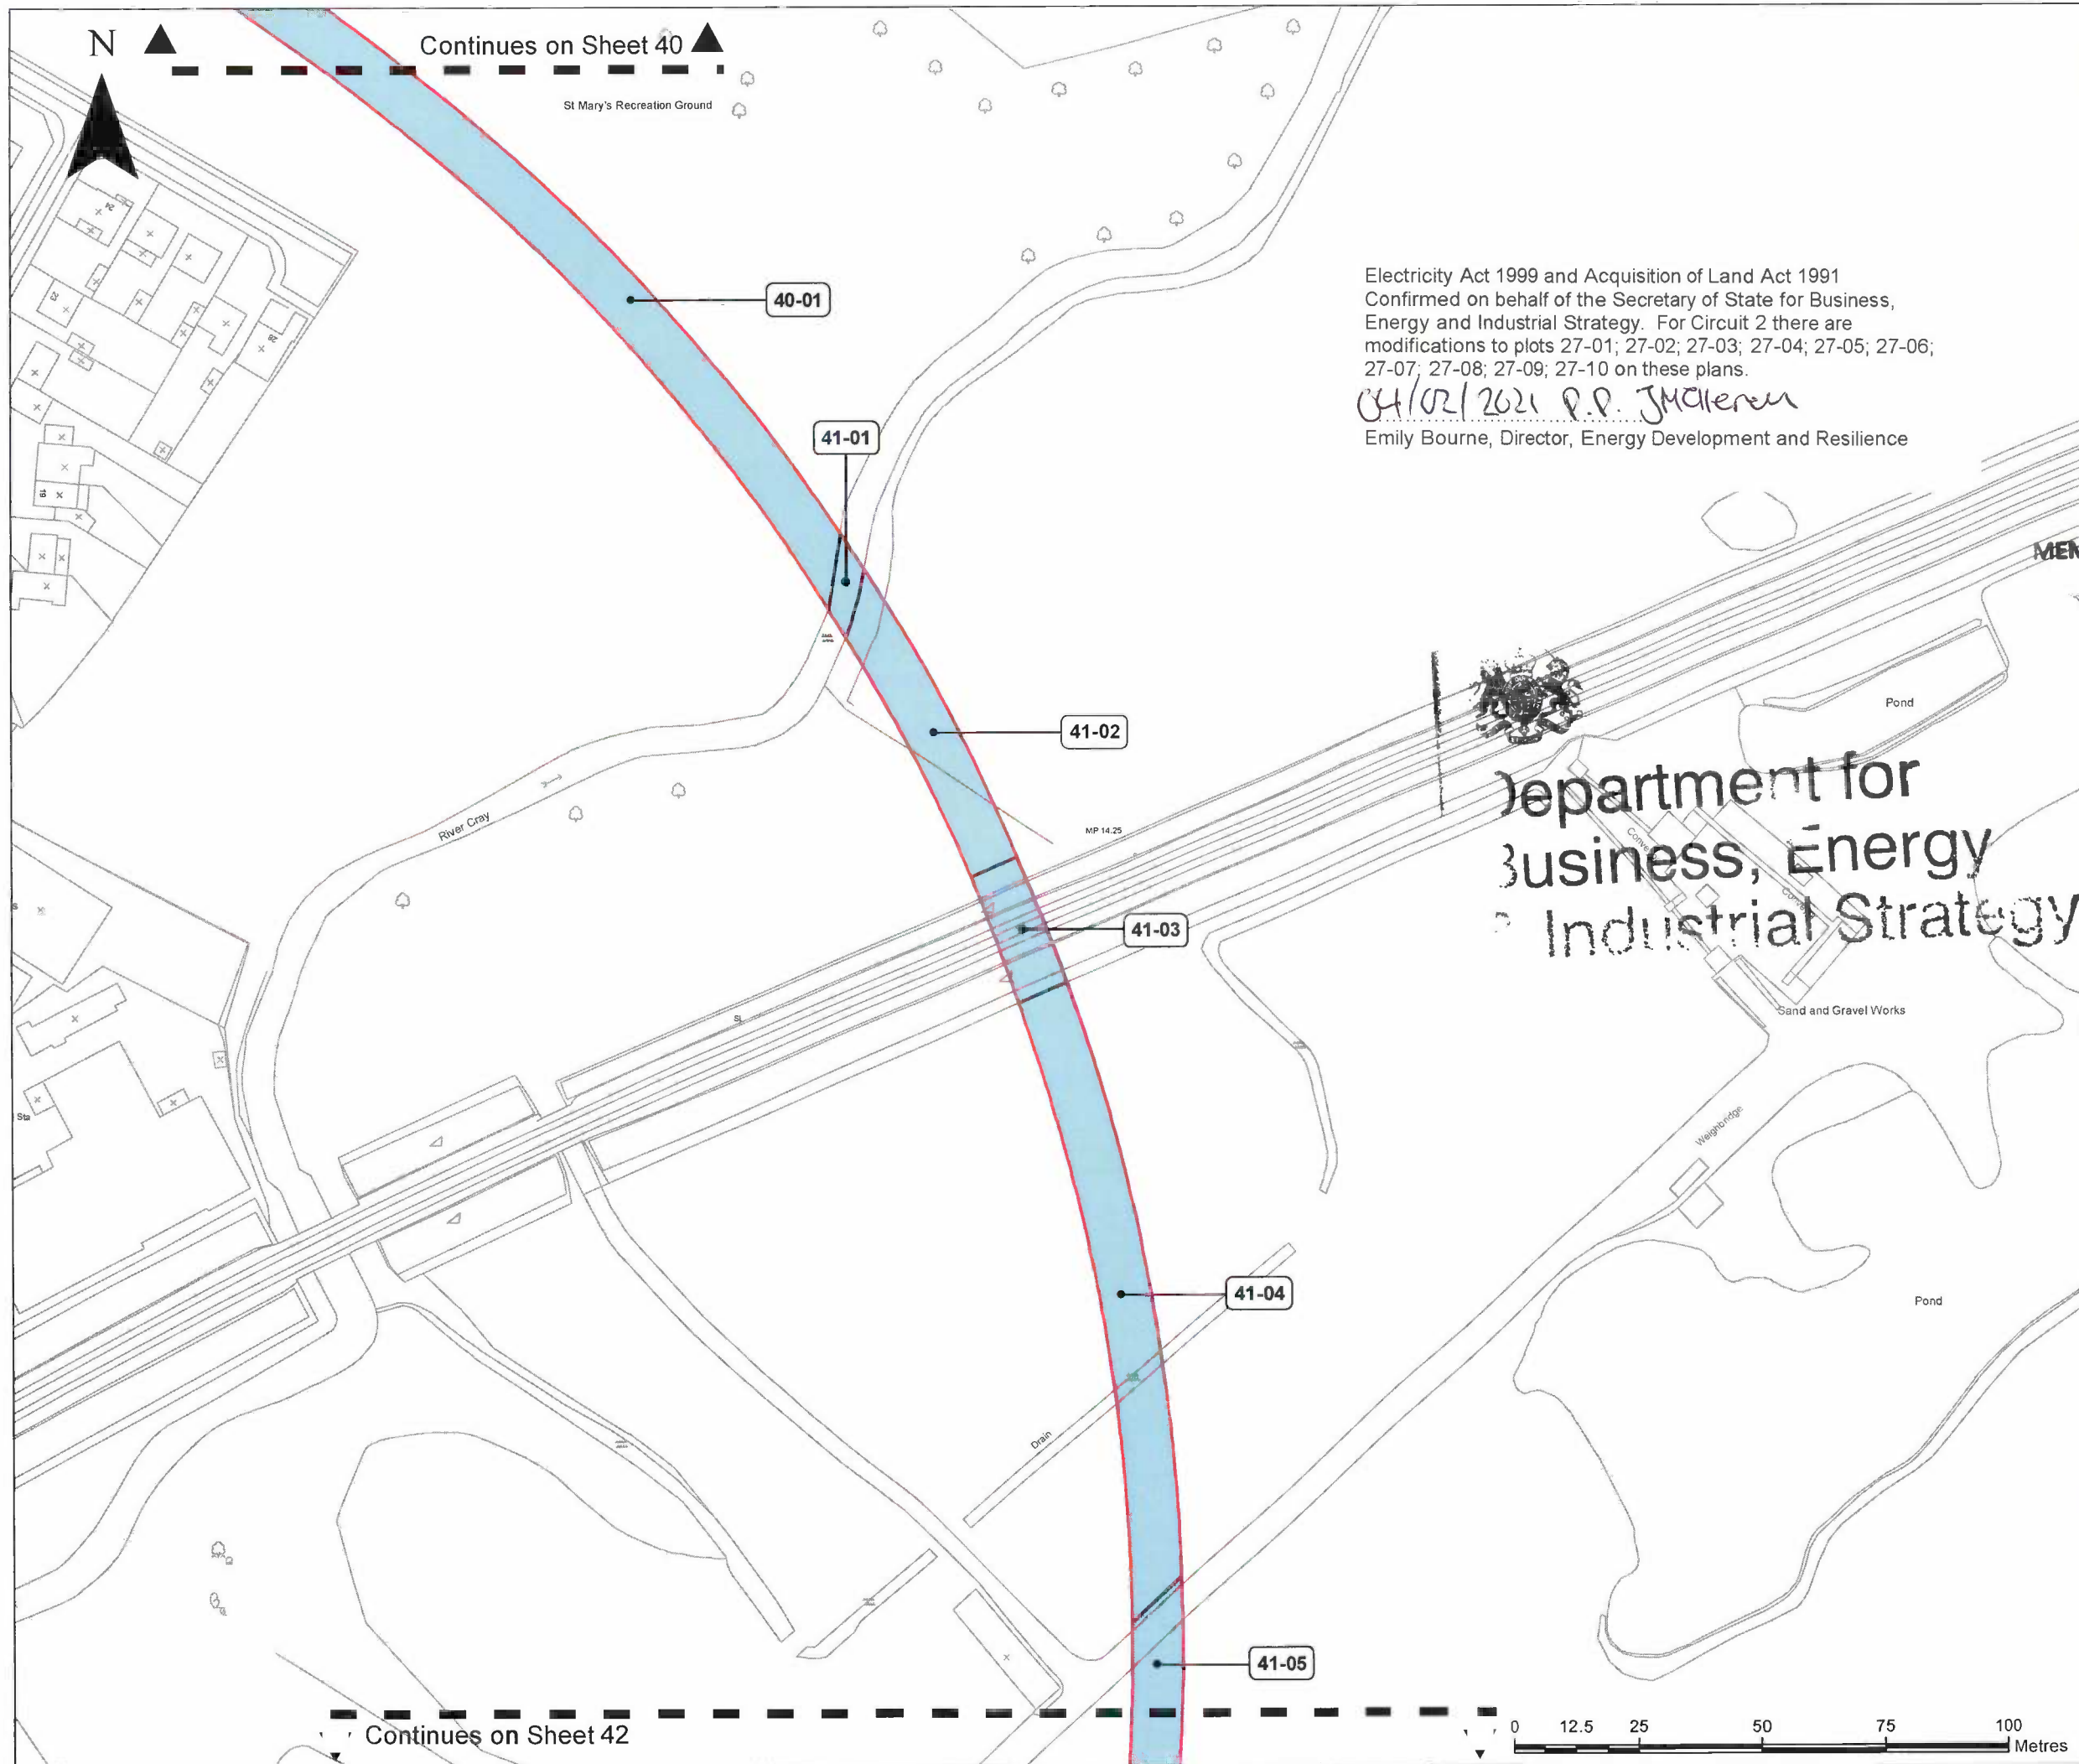 N
Continues on Sheet 40
St Mary's Recreation Ground
24
23
26
19
40-01
Electricity Act 1999 and Acquisition of Land Act 1991
Confirmed on behalf of the Secretary of State for Business,
Energy and Industrial Strategy. For Circuit 2 there are
modifications to plots 27-01; 27-02; 27-03; 27-04; 27-05; 27-06;
27-07; 27-08; 27-09; 27-10 on these plans.
04/02/2021 P.P.
Emily Bourne, Director, Energy Development and Resilience
41-01
41-02
Pond
River Cray
MP 14.25
Department for
Business, Energy
Industrial Strategy
41-03
SL
Sand and Gravel Works
Sta
Weighbridge
41-04
Pond
Drain
41-05
Continues on Sheet 42
0 12.5 25 50 75 100
Metres